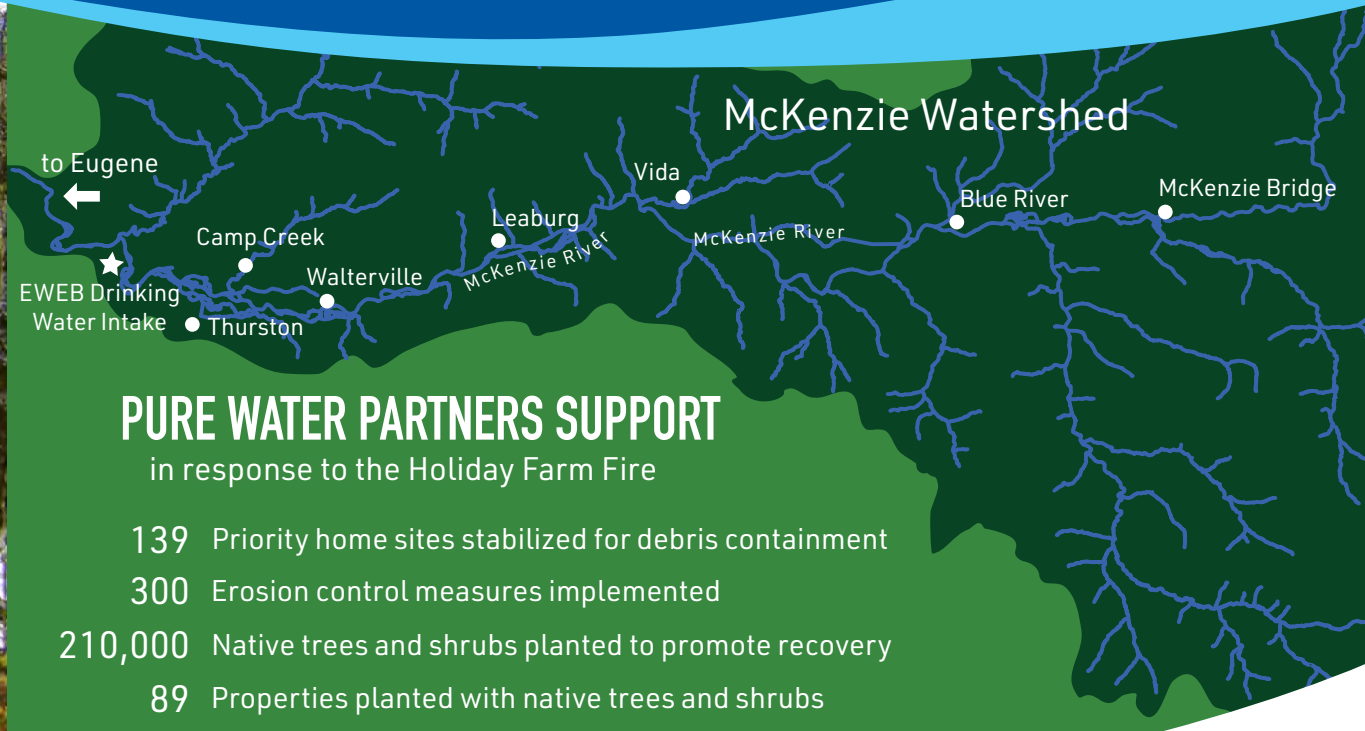 McKenzie Watershed
to Eugene
Vida
McKenzie Bridge
Blue River
Leaburg
Camp Creek
McKenzie River
McKenzie River
Walterville
EWEB Drinking
Water Intake
Thurston
PURE WATER PARTNERS SUPPORT
in response to the Holiday Farm Fire
139 Priority home sites stabilized for debris containment
300 Erosion control measures implemented
210,000 Native trees and shrubs planted to promote recovery
89 Properties planted with native trees and shrubs